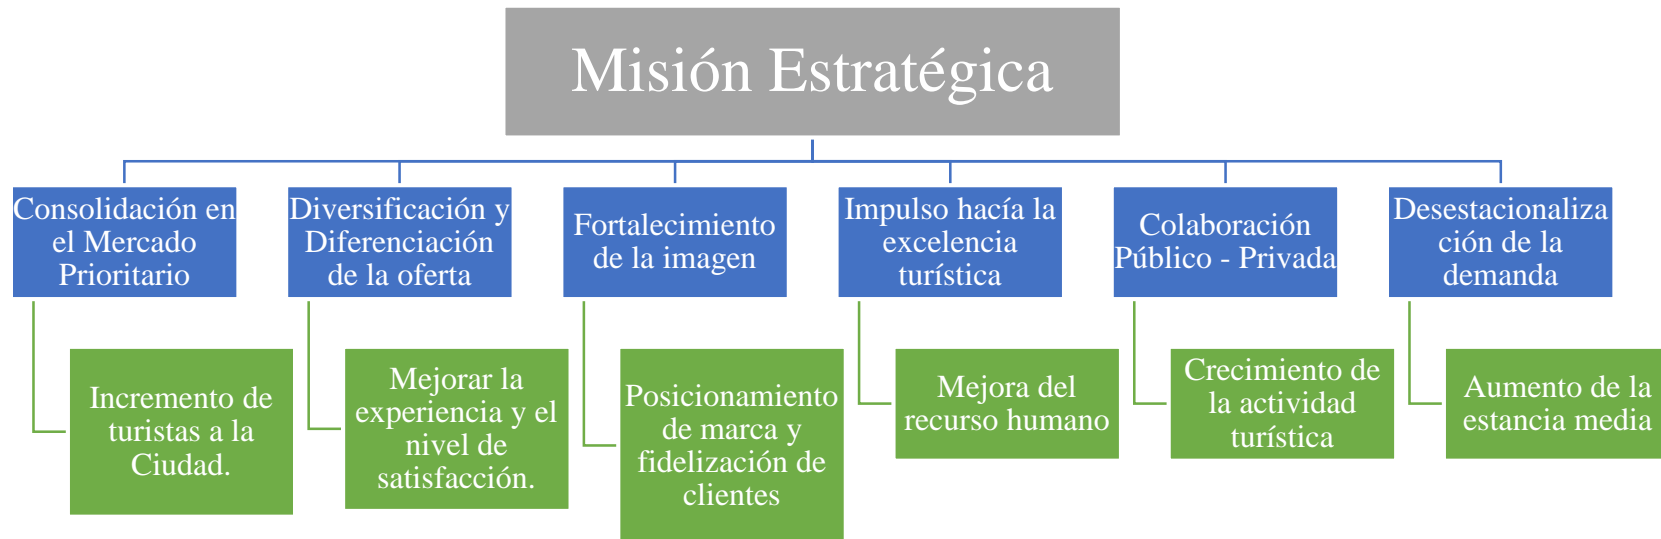 Misión Estratégica
Consolidación en
el Mercado
Prioritario
Diversificación y
Diferenciación
de la oferta
Fortalecimiento
de la imagen
Impulso hacía la
excelencia
turística
Colaboración
Público - Privada
Desestacionaliza
ción de la
demanda
Incremento de
turistas a la
Ciudad.
Mejorar la
experiencia y el
nivel de
satisfacción.
Posicionamiento
de marca y
fidelización de
clientes
Mejora del
recurso humano
Crecimiento de
la actividad
turística
Aumento de la
estancia media